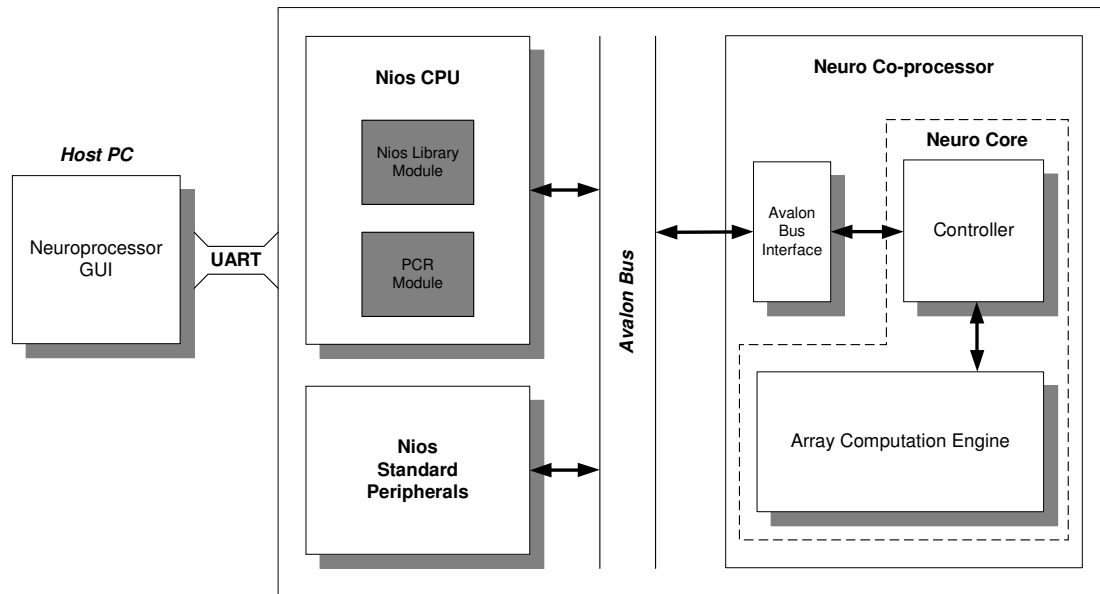 Host PC
Neuroprocessor
GUI
UART
Nios CPU
Nios Library
Module
PCR
Module
Nios
Standard
Peripherals
Avalon Bus
Neuro Co-processor
Neuro Core
Avalon
Bus
Interface
Controller
Array Computation Engine